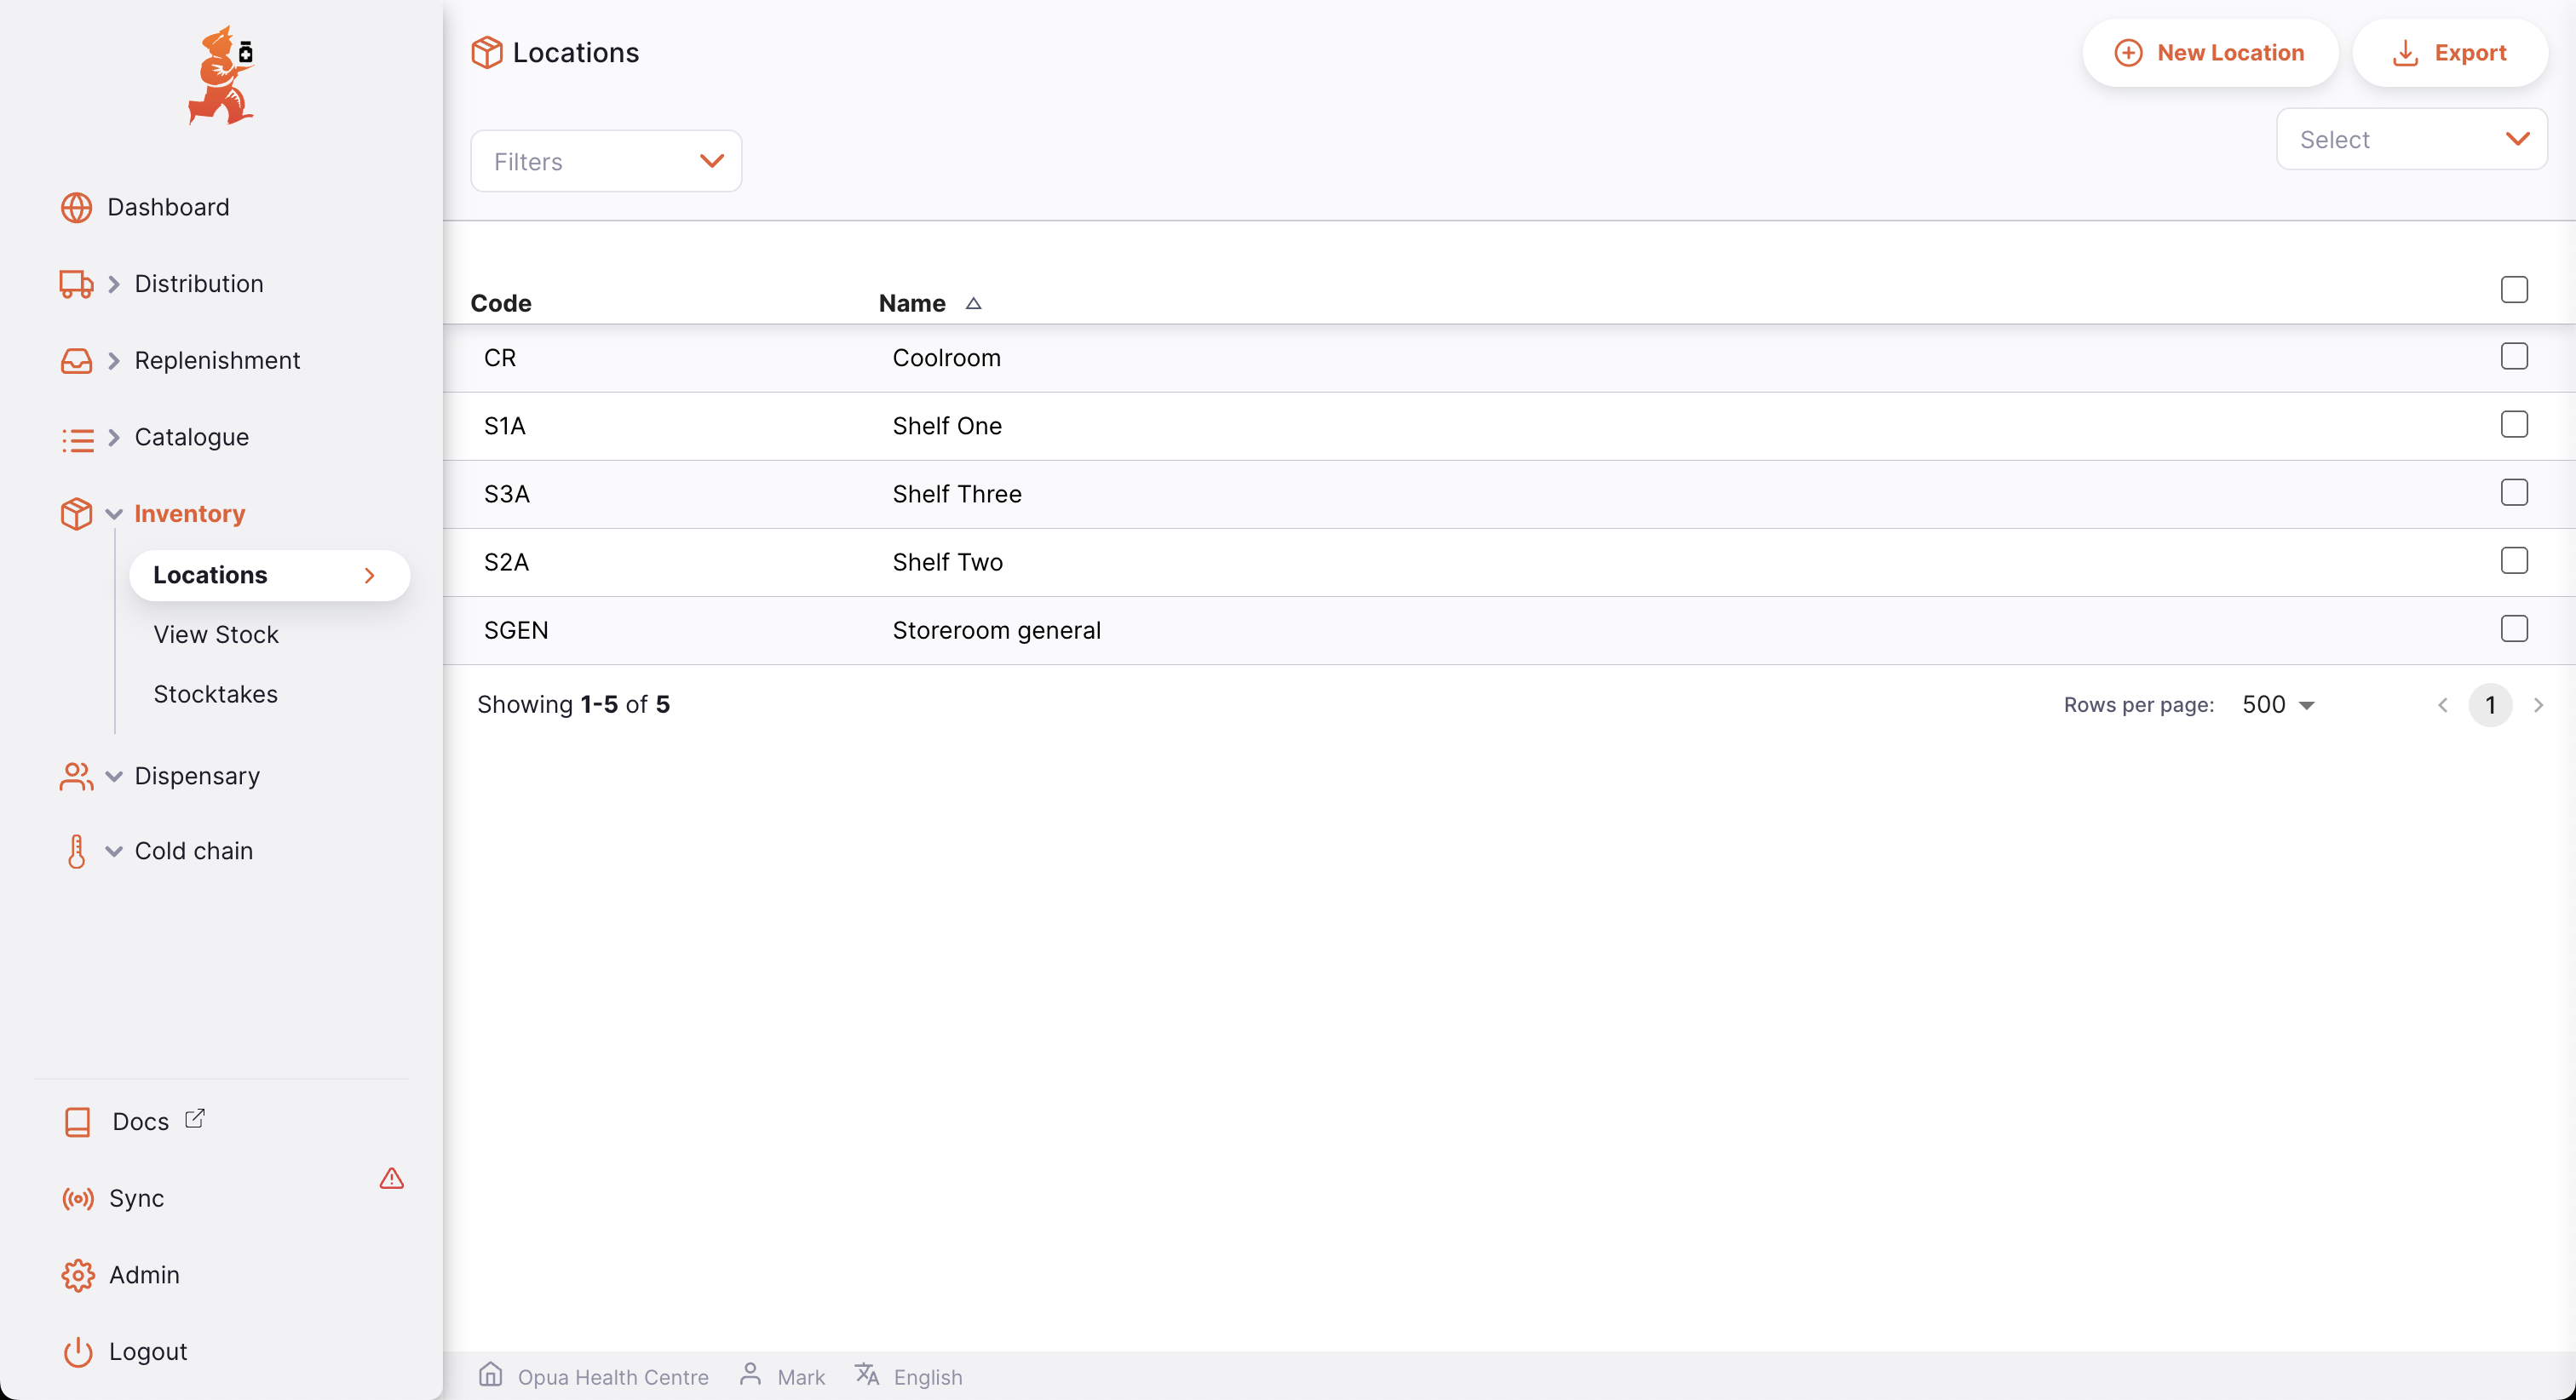 Dashboard
Distribution
Replenishment
Catalogue
Inventory
Locations
View Stock
Stocktakes
Dispensary
Cold chain
Docs
Sync
Admin
Logout
Locations
New Location
Export
Filters
Select
Code Name
CR Coolroom
S1A Shelf One
S3A Shelf Three
S2A Shelf Two
SGEN Storeroom general
Showing 1-5 of 5
Rows per page: 500
1
Opua Health Centre Mark English